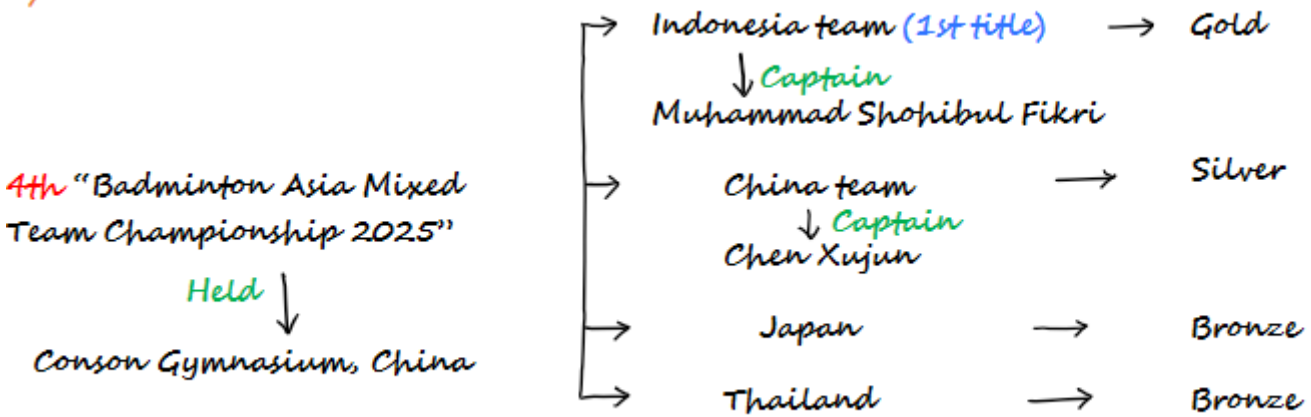 4th "Badminton Asia Mixed
Team Championship 2025"
Held
Conson Gymnasium, China
Indonesia team (1st title) → Gold
Captain
Muhammad Shohibul Fikri
China team → Silver
Captain
Chen Xujun
Japan → Bronze
Thailand → Bronze